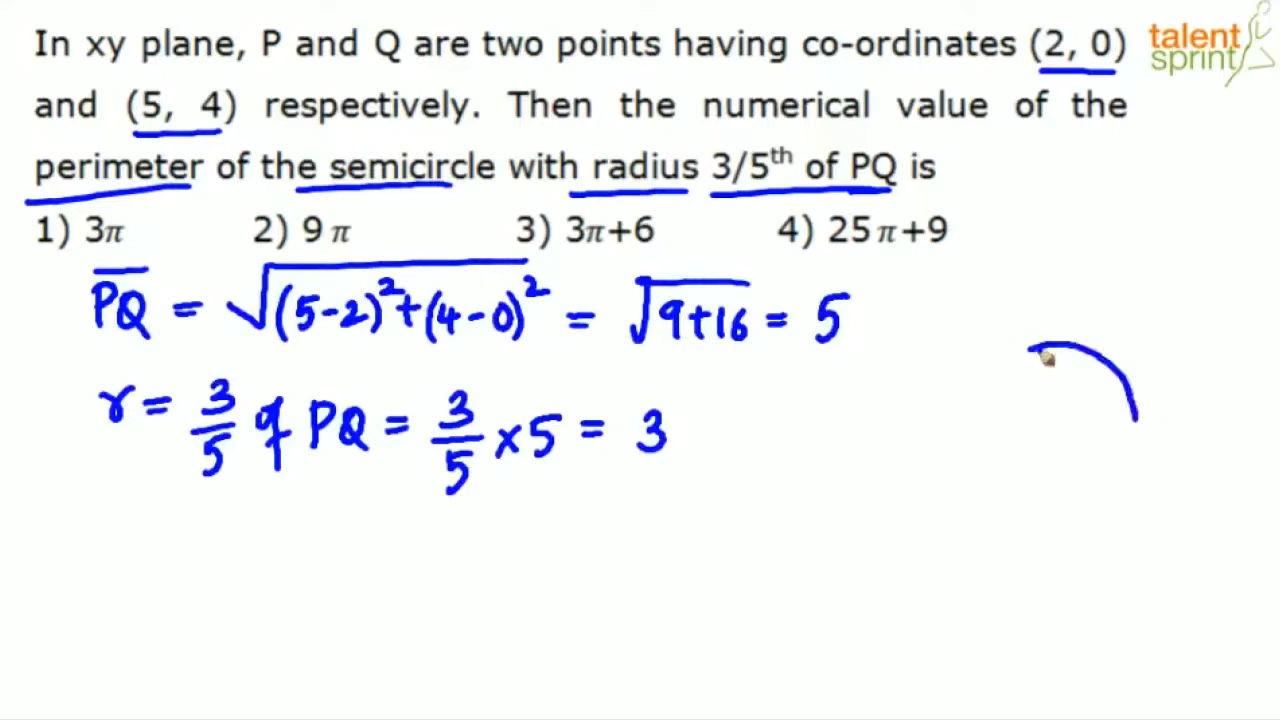 In xy plane, P and Q are two points having co-ordinates (2, 0)
talent
sprint
and (5, 4) respectively. Then the numerical value of the
perimeter of the semicircle with radius 3/5ᵗʰ of PQ is
1) 3π 2) 9π 3) 3π+6 4) 25π+9
P̅Q̅ = √((5-2)²+(4-0)²) = √(9+16) = 5
r = 3/5 of PQ = 3/5 × 5 = 3